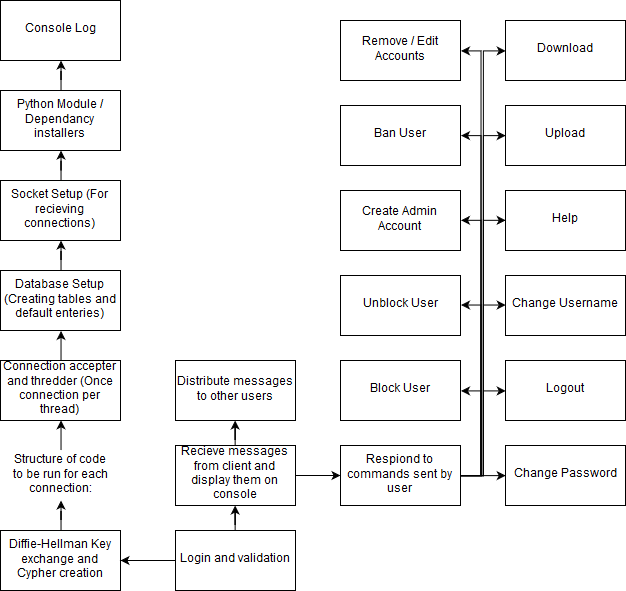 Console Log
Python Module /
Dependancy
installers
Socket Setup (For
recieving
connections)
Database Setup
(Creating tables and
default enteries)
Connection accepter
and thredder (Once
connection per
thread)
Structure of code
to be run for each
connection:
Diffie-Hellman Key
exchange and
Cypher creation
Distribute messages
to other users
Recieve messages
from client and
display them on
console
Login and validation
Remove / Edit
Accounts
Ban User
Create Admin
Account
Unblock User
Block User
Respond to
commands sent by
user
Download
Upload
Help
Change Username
Logout
Change Password